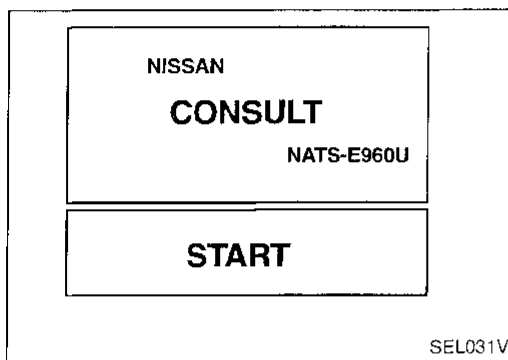 NISSAN
CONSULT
NATS-E960U
START
SEL031V